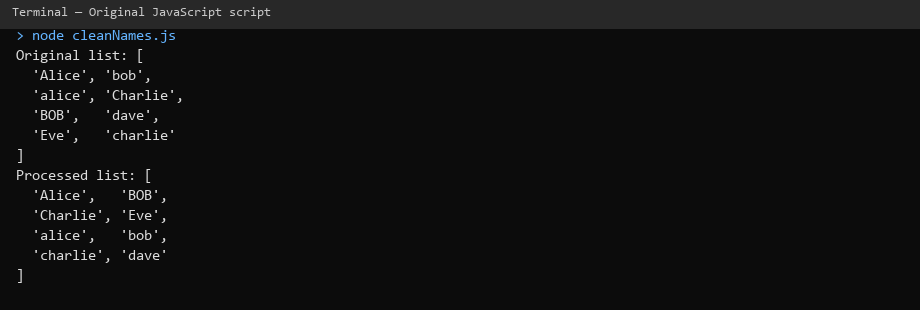 Terminal — Original JavaScript script
> node cleanNames.js
Original list: [
  'Alice', 'bob',
  'alice', 'Charlie',
  'BOB',   'dave',
  'Eve',   'charlie'
]
Processed list: [
  'Alice',   'BOB',
  'Charlie', 'Eve',
  'alice',   'bob',
  'charlie', 'dave'
]